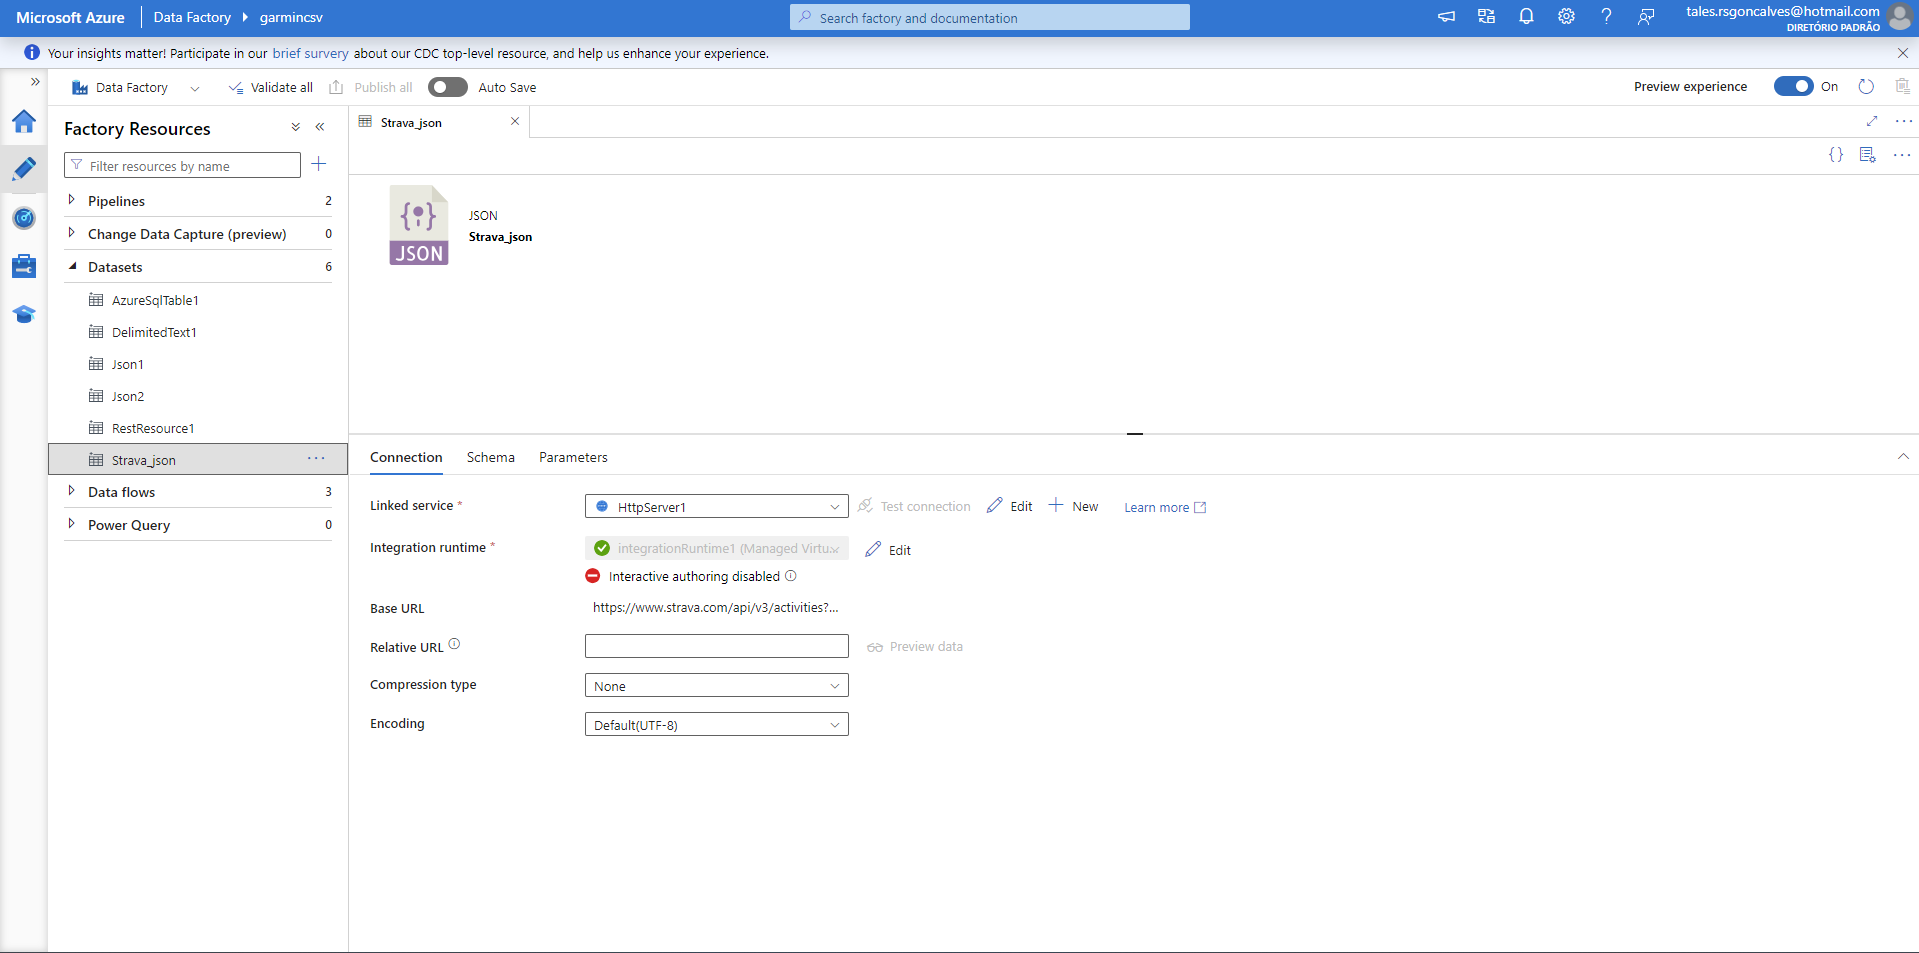 Microsoft Azure
Data Factory
garmincsv
Search factory and documentation
tales.rsgoncalves@hotmail.com
DIRETÓRIO PADRÃO
Your insights matter! Participate in our brief survery about our CDC top-level resource, and help us enhance your experience.
Data Factory
Validate all
Publish all
Auto Save
Preview experience
On
Factory Resources
Filter resources by name
Pipelines
2
Change Data Capture (preview)
0
Datasets
6
AzureSqlTable1
DelimitedText1
Json1
Json2
RestResource1
Strava_json
Data flows
3
Power Query
0
Strava_json
JSON
JSON
Strava_json
Connection
Schema
Parameters
Linked service *
HttpServer1
Test connection
Edit
New
Learn more
Integration runtime *
integrationRuntime1 (Managed Virtu
Edit
Interactive authoring disabled
Base URL
https://www.strava.com/api/v3/activities?...
Relative URL
Preview data
Compression type
None
Encoding
Default(UTF-8)